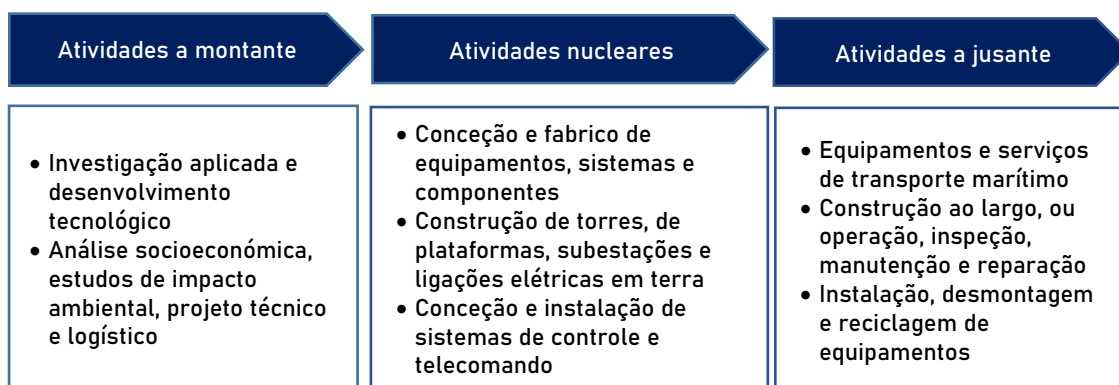 Atividades a montante
Atividades nucleares
Atividades a jusante
• Investigação aplicada e
desenvolvimento
tecnológico
• Análise socioeconómica,
estudos de impacto
ambiental, projeto técnico
e logístico
• Conceção e fabrico de
equipamentos, sistemas e
componentes
• Construção de torres, de
plataformas, subestações e
ligações elétricas em terra
• Conceção e instalação de
sistemas de controle e
telecomando
• Equipamentos e serviços
de transporte marítimo
• Construção ao largo, ou
operação, inspeção,
manutenção e reparação
• Instalação, desmontagem
e reciclagem de
equipamentos